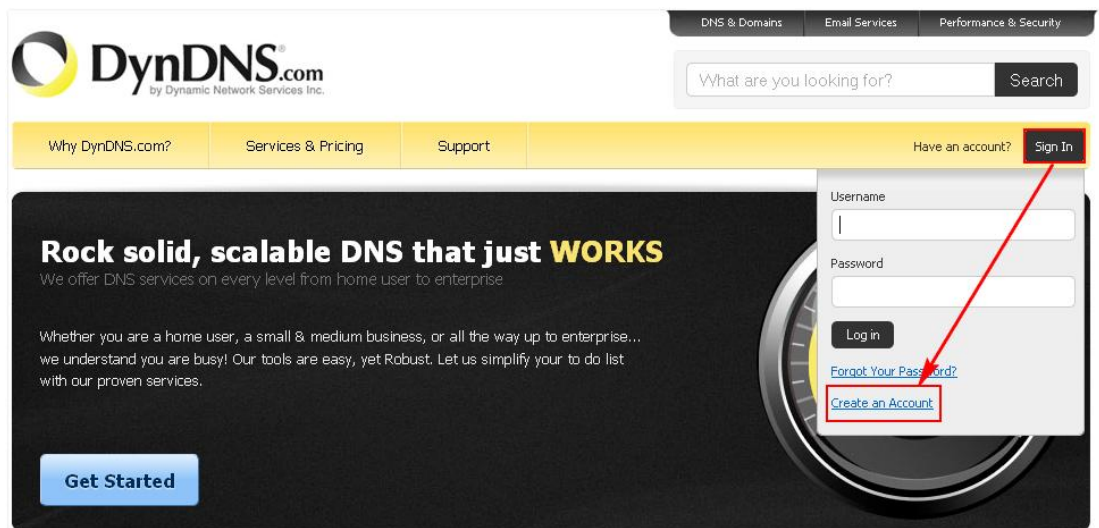 DNS & Domains Email Services Performance & Security
DynDNS.com
by Dynamic Network Services Inc.
What are you looking for? Search
Why DynDNS.com? Services & Pricing Support Have an account? Sign In
Username
Password
Log in
Forgot Your Password?
Create an Account
Rock solid, scalable DNS that just WORKS
We offer DNS services on every level from home user to enterprise
Whether you are a home user, a small & medium business, or all the way up to enterprise...
we understand you are busy! Our tools are easy, yet Robust. Let us simplify your to do list
with our proven services.
Get Started